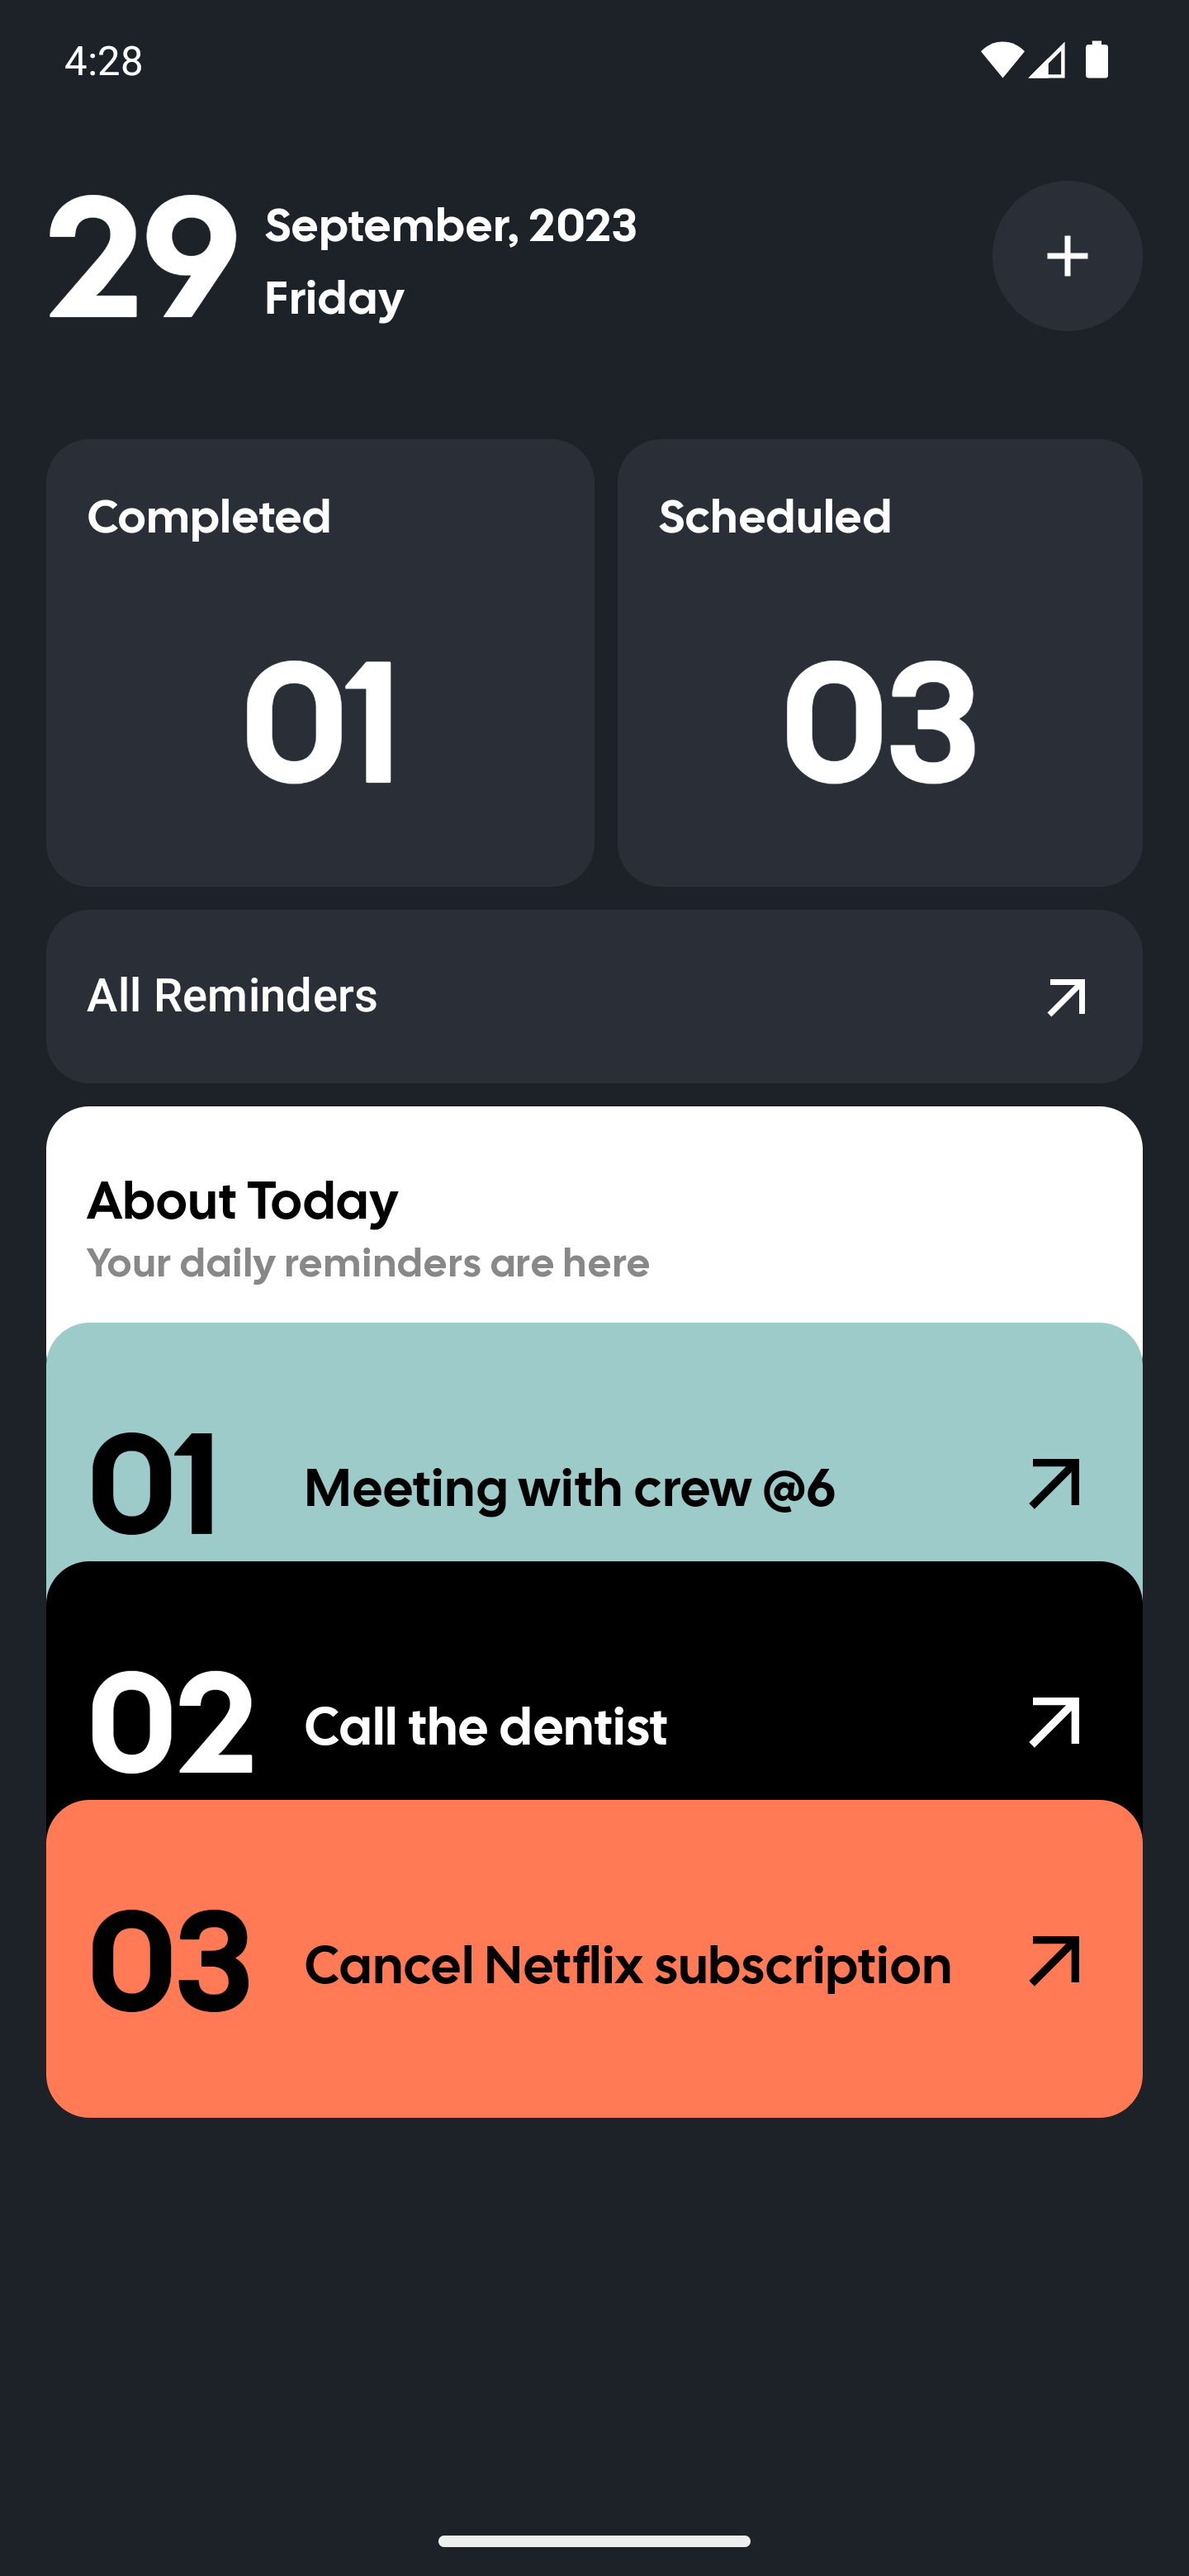 4:28
29
September, 2023
Friday
Completed
01
Scheduled
03
All Reminders
About Today
Your daily reminders are here
01 Meeting with crew @6
02 Call the dentist
03 Cancel Netflix subscription